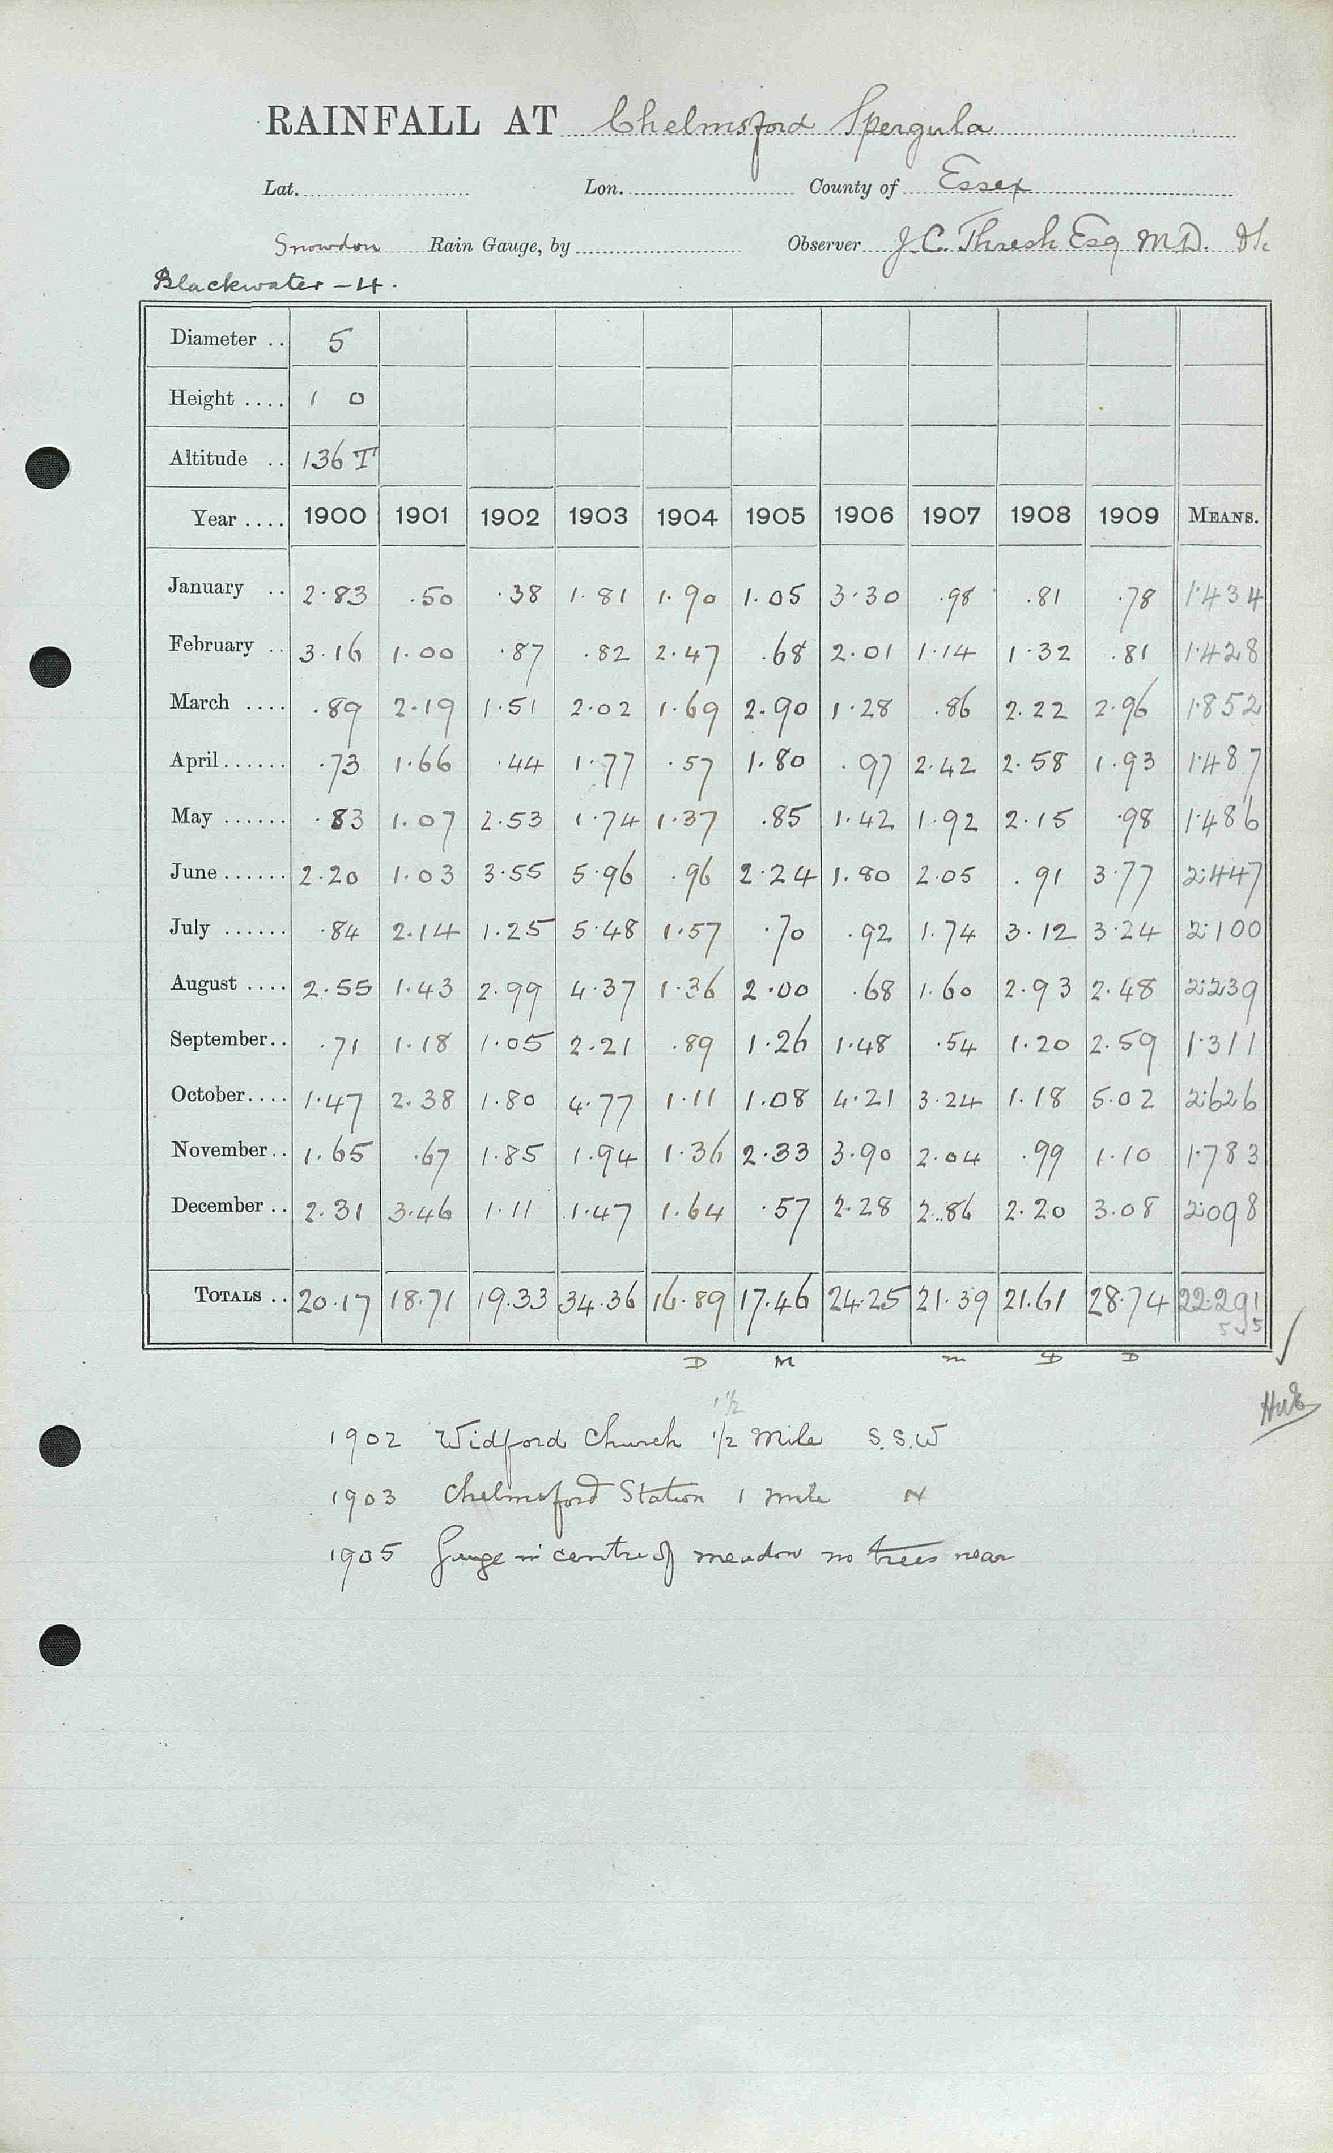 RAINFALL AT Chelmsford Spergula
Lat. Lon. County of Essex
Snowdon Rain Gauge, by Observer J.C. Thresh Esq M.D.
Blackwater - 4.
Diameter .. 5
Height .... 1 0
Altitude .. 136 T
Year .... 1900 1901 1902 1903 1904 1905 1906 1907 1908 1909 MEANS.
January .. 2.83 .50 .38 1.81 1.90 1.05 3.30 .98 .81 .78 1.434
February .. 3.16 1.00 .87 .82 2.47 .68 2.01 1.14 1.32 .81 1.428
March .... .89 2.19 1.51 2.02 1.69 2.90 1.28 .86 2.22 2.96 1.852
April ...... .73 1.66 .44 1.77 .57 1.80 .97 2.42 2.58 1.93 1.487
May ...... .83 1.07 2.53 1.74 1.37 .85 1.42 1.92 2.15 .98 1.486
June ...... 2.20 1.03 3.55 5.96 .96 2.24 1.80 2.05 .91 3.77 2.447
July ...... .84 2.14 1.25 5.48 1.57 .70 .92 1.74 3.12 3.24 2.100
August .... 2.55 1.43 2.99 4.37 1.36 2.00 .68 1.60 2.93 2.48 2.239
September .. .71 1.18 1.05 2.21 .89 1.26 1.48 .54 1.20 2.59 1.311
October .... 1.47 2.38 1.80 4.77 1.11 1.08 4.21 3.24 1.18 5.02 2.626
November .. 1.65 .67 1.85 1.94 1.36 2.33 3.90 2.04 .99 1.10 1.783
December .. 2.31 3.46 1.11 1.47 1.64 .57 2.28 2.86 2.20 3.08 2.098
TOTALS .. 20.17 18.71 19.33 34.36 16.89 17.46 24.25 21.39 21.61 28.74 22.291
D M m D D
1½
1902 Widford Church ½ mile S.S.W
1903 Chelmsford Station 1 mile N
1905 Gauge in centre of meadow no trees near